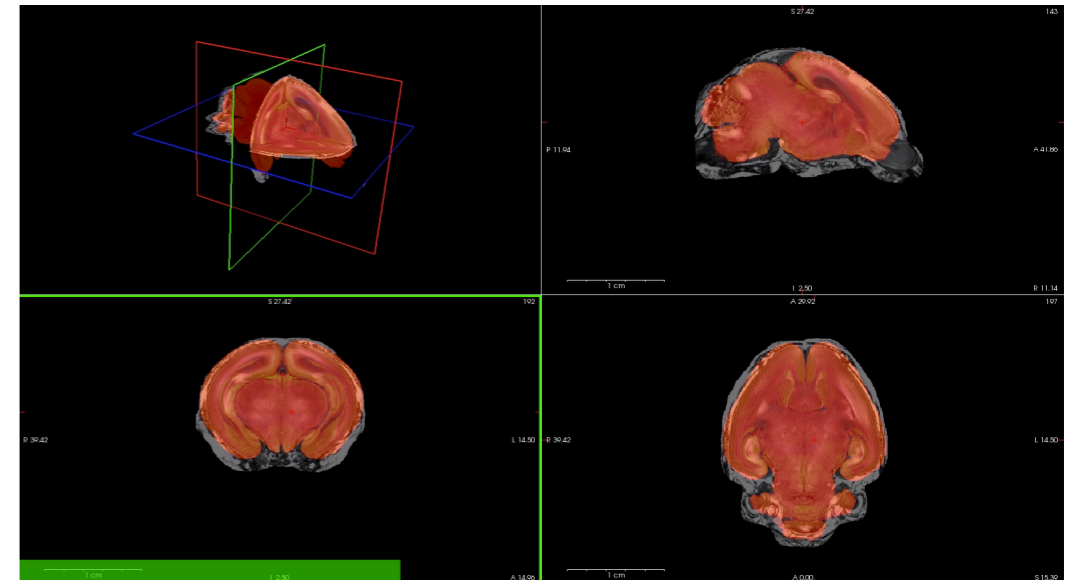 S 27.42
143
P 11.94
A 41.86
1 cm
I 2.50
R 11.14
S 27.42
192
R 39.42
L 14.50
1 cm
I 2.50
A 14.96
A 29.92
197
R 39.42
L 14.50
1 cm
A 0.00
S 15.39